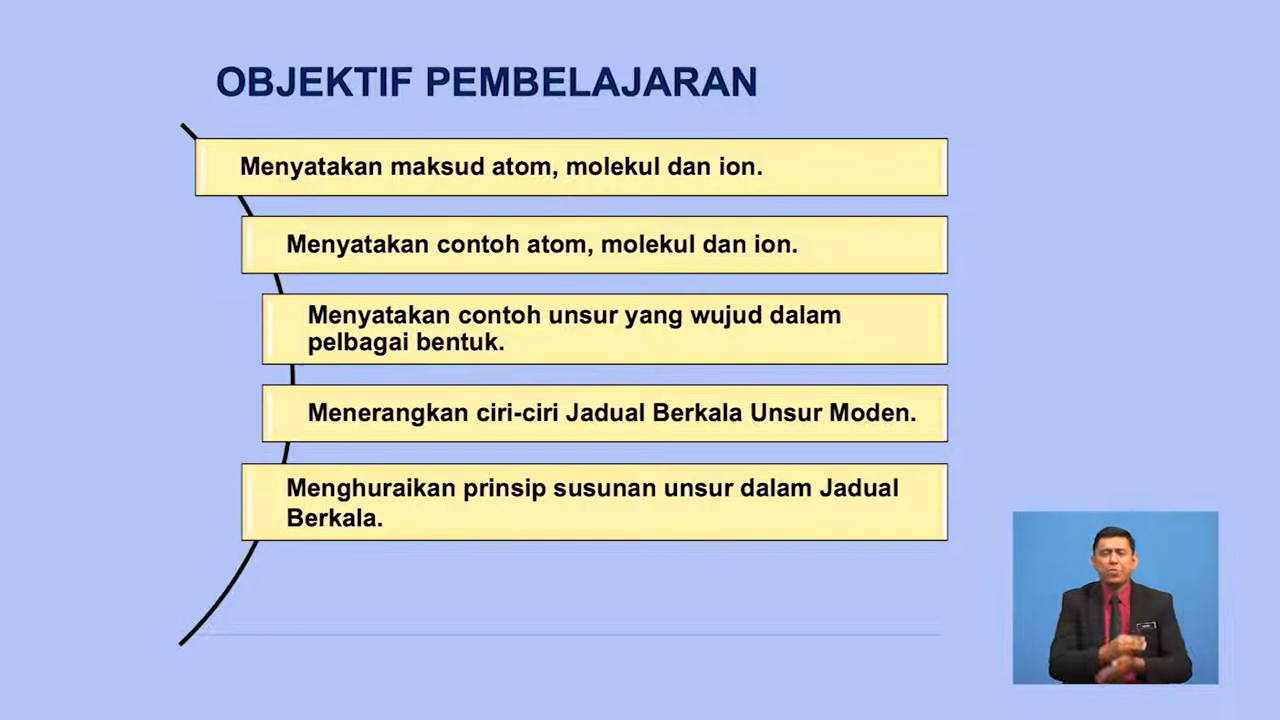 OBJEKTIF PEMBELAJARAN
Menyatakan maksud atom, molekul dan ion.
Menyatakan contoh atom, molekul dan ion.
Menyatakan contoh unsur yang wujud dalam
pelbagai bentuk.
Menerangkan ciri-ciri Jadual Berkala Unsur Moden.
Menghuraikan prinsip susunan unsur dalam Jadual
Berkala.